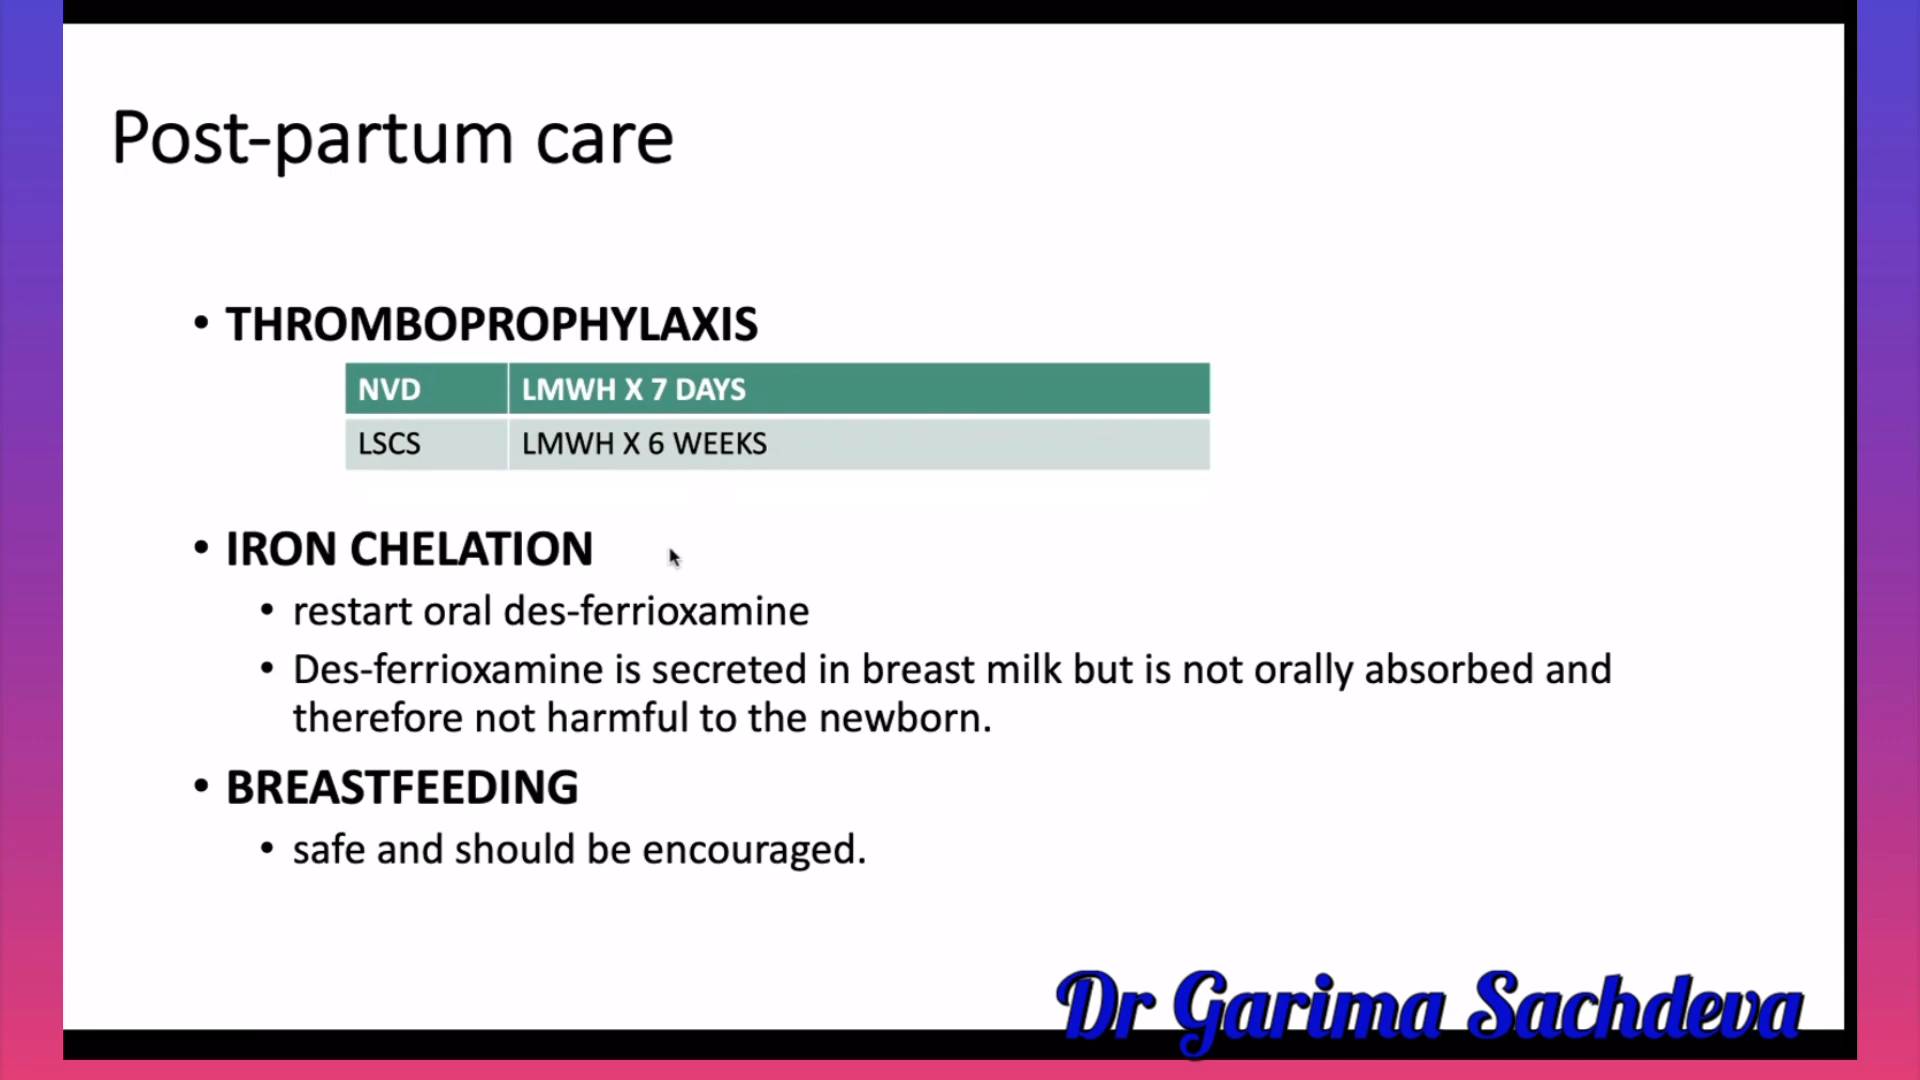 Post-partum care
• THROMBOPROPHYLAXIS
NVD LMWH X 7 DAYS
LSCS LMWH X 6 WEEKS
• IRON CHELATION
• restart oral des-ferrioxamine
• Des-ferrioxamine is secreted in breast milk but is not orally absorbed and
therefore not harmful to the newborn.
• BREASTFEEDING
• safe and should be encouraged.
Dr Garima Sachdeva